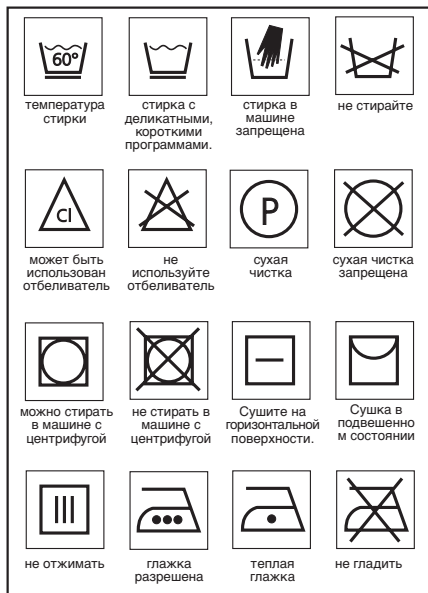 60°
температура
стирки
стирка с
деликатными,
короткими
программами.
стирка в
машине
запрещена
не стирайте
Cl
может быть
использован
отбеливатель
не
используйте
отбеливатель
P
сухая
чистка
сухая чистка
запрещена
можно стирать
в машине с
центрифугой
не стирать в
машине с
центрифугой
Сушите на
горизонтальной
поверхности.
Сушка в
подвешенно
м состоянии
не отжимать
глажка
разрешена
теплая
глажка
не гладить